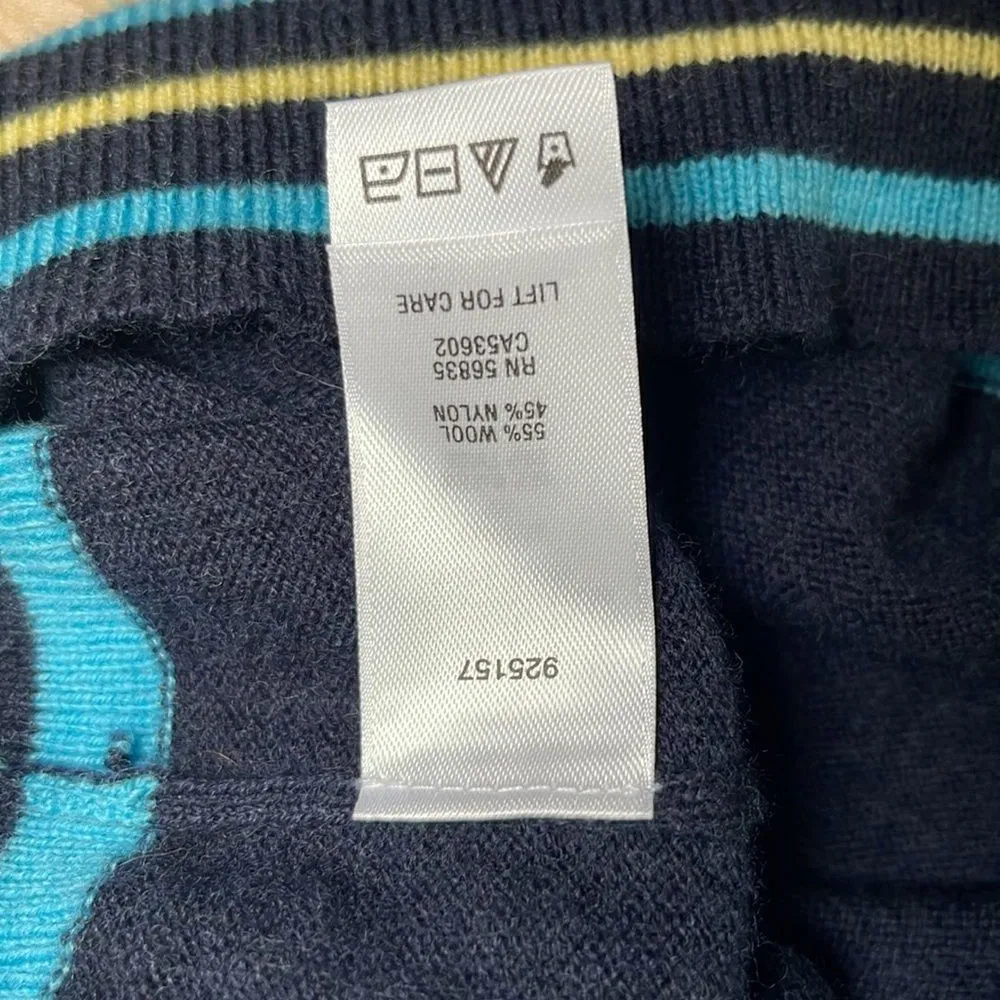 925157
55% WOOL
45% NYLON
RN 56835
CA53602
LIFT FOR CARE